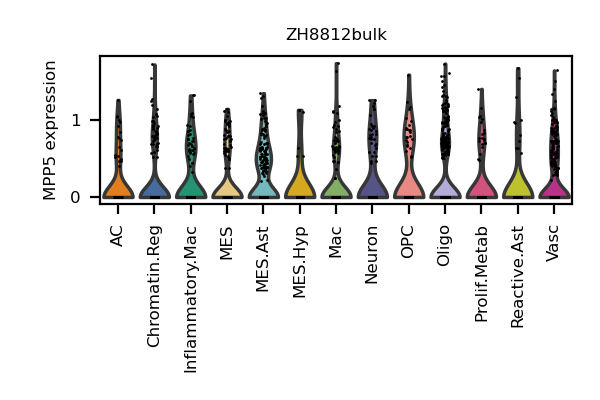 ZH8812bulk
MPP5 expression
1
0
AC
Chromatin.Reg
Inflammatory.Mac
MES
MES.Ast
MES.Hyp
Mac
Neuron
OPC
Oligo
Prolif.Metab
Reactive.Ast
Vasc